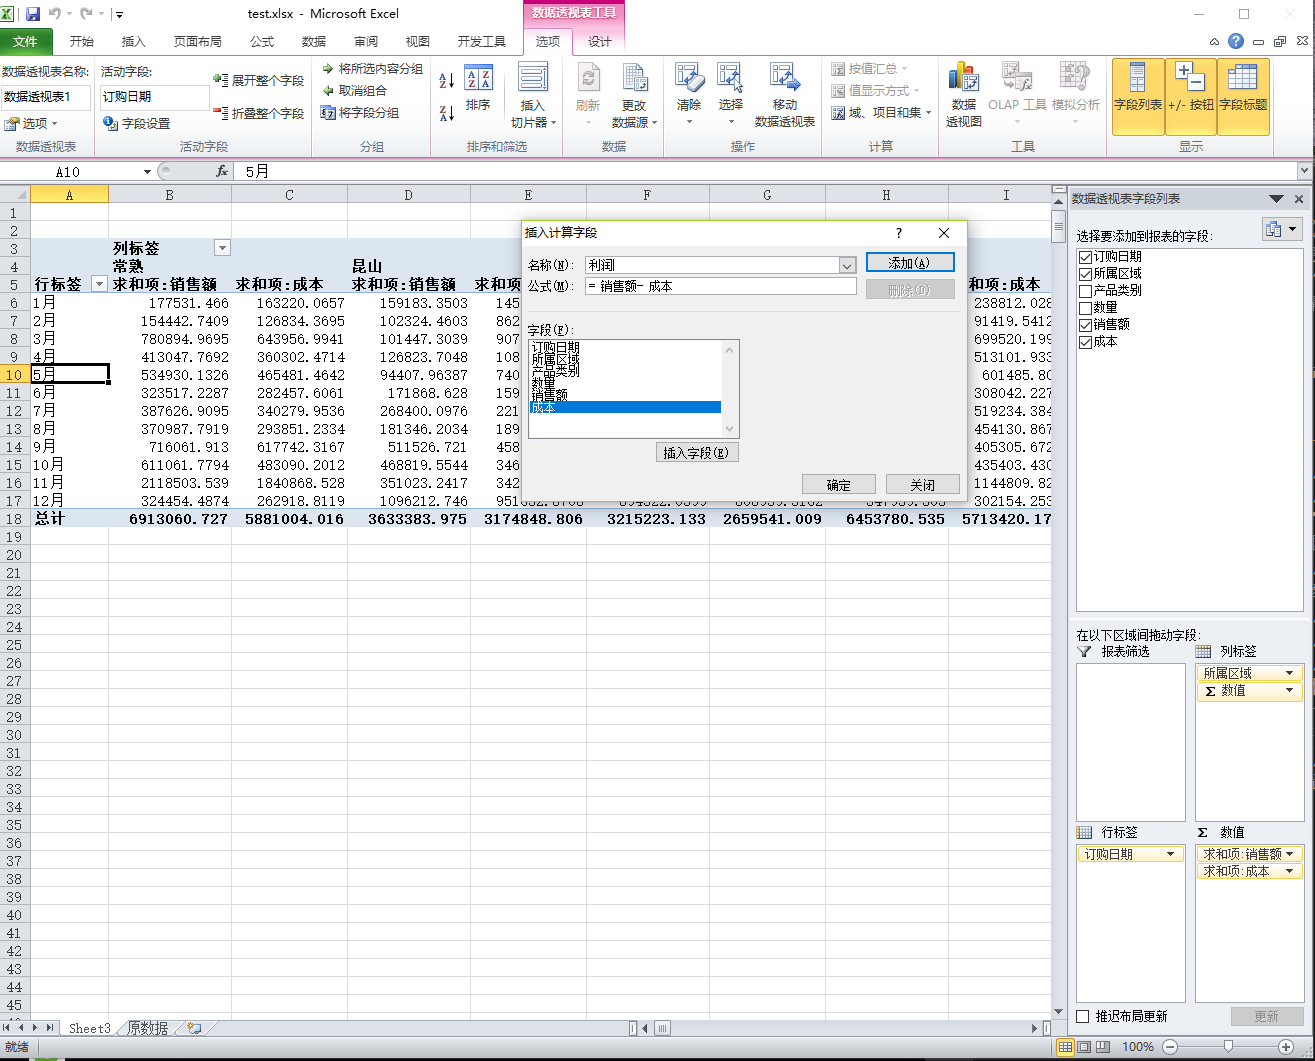 test.xlsx - Microsoft Excel
数据透视表工具
文件 开始 插入 页面布局 公式 数据 审阅 视图 开发工具 选项 设计
数据透视表名称:
数据透视表1
选项
数据透视表
活动字段:
订购日期
字段设置
展开整个字段
折叠整个字段
活动字段
将所选内容分组
取消组合
将字段分组
分组
排序
插入
切片器
排序和筛选
刷新
更改
数据源
数据
清除
选择
移动
数据透视表
操作
按值汇总
值显示方式
域、项目和集
计算
数据
透视图
OLAP 工具
模拟分析
工具
字段列表
+/- 按钮
字段标题
显示
A10 fx 5月
A B C D E F G H I
1
2
3 列标签
4 常熟 昆山
5 行标签 求和项:销售额 求和项:成本 求和项:销售额 求和项 和项:成本
6 1月 177531.466 163220.0657 159183.3503 145 238812.028
7 2月 154442.7409 126834.3695 102324.4603 862 91419.5412
8 3月 780894.9695 643956.9941 101447.3039 907 699520.199
9 4月 413047.7692 360302.4714 126823.7048 108 513101.933
10 5月 534930.1326 465481.4642 94407.96387 740 601485.80
11 6月 323517.2287 282457.6061 171868.628 159 308042.227
12 7月 387626.9095 340279.9536 268400.0976 221 519234.384
13 8月 370987.7919 293851.2334 181346.2034 189 454130.867
14 9月 716061.913 617742.3167 511526.721 458 405305.672
15 10月 611061.7794 483090.2012 468819.5544 346 435403.430
16 11月 2118503.539 1840868.528 351023.2417 342 1144809.82
17 12月 324454.4874 262918.8119 1096212.746 302154.253
18 总计 6913060.727 5881004.016 3633383.975 3174848.806 3215223.133 2659541.009 6453780.535 5713420.17
19
20
21
22
23
24
25
26
27
28
29
30
31
32
33
34
35
36
37
38
39
40
41
42
43
44
45
插入计算字段 ?
名称(N): 利润 添加(A)
公式(M): = 销售额- 成本 删除(D)
字段(F):
订购日期
所属区域
产品类别
数量
销售额
成本
插入字段(E)
确定 关闭
数据透视表字段列表
选择要添加到报表的字段:
订购日期
所属区域
产品类别
数量
销售额
成本
在以下区域间拖动字段:
报表筛选
列标签
所属区域
Σ 数值
行标签
订购日期
Σ 数值
求和项:销售额
求和项:成本
推迟布局更新 更新
Sheet3 原数据
就绪 100%